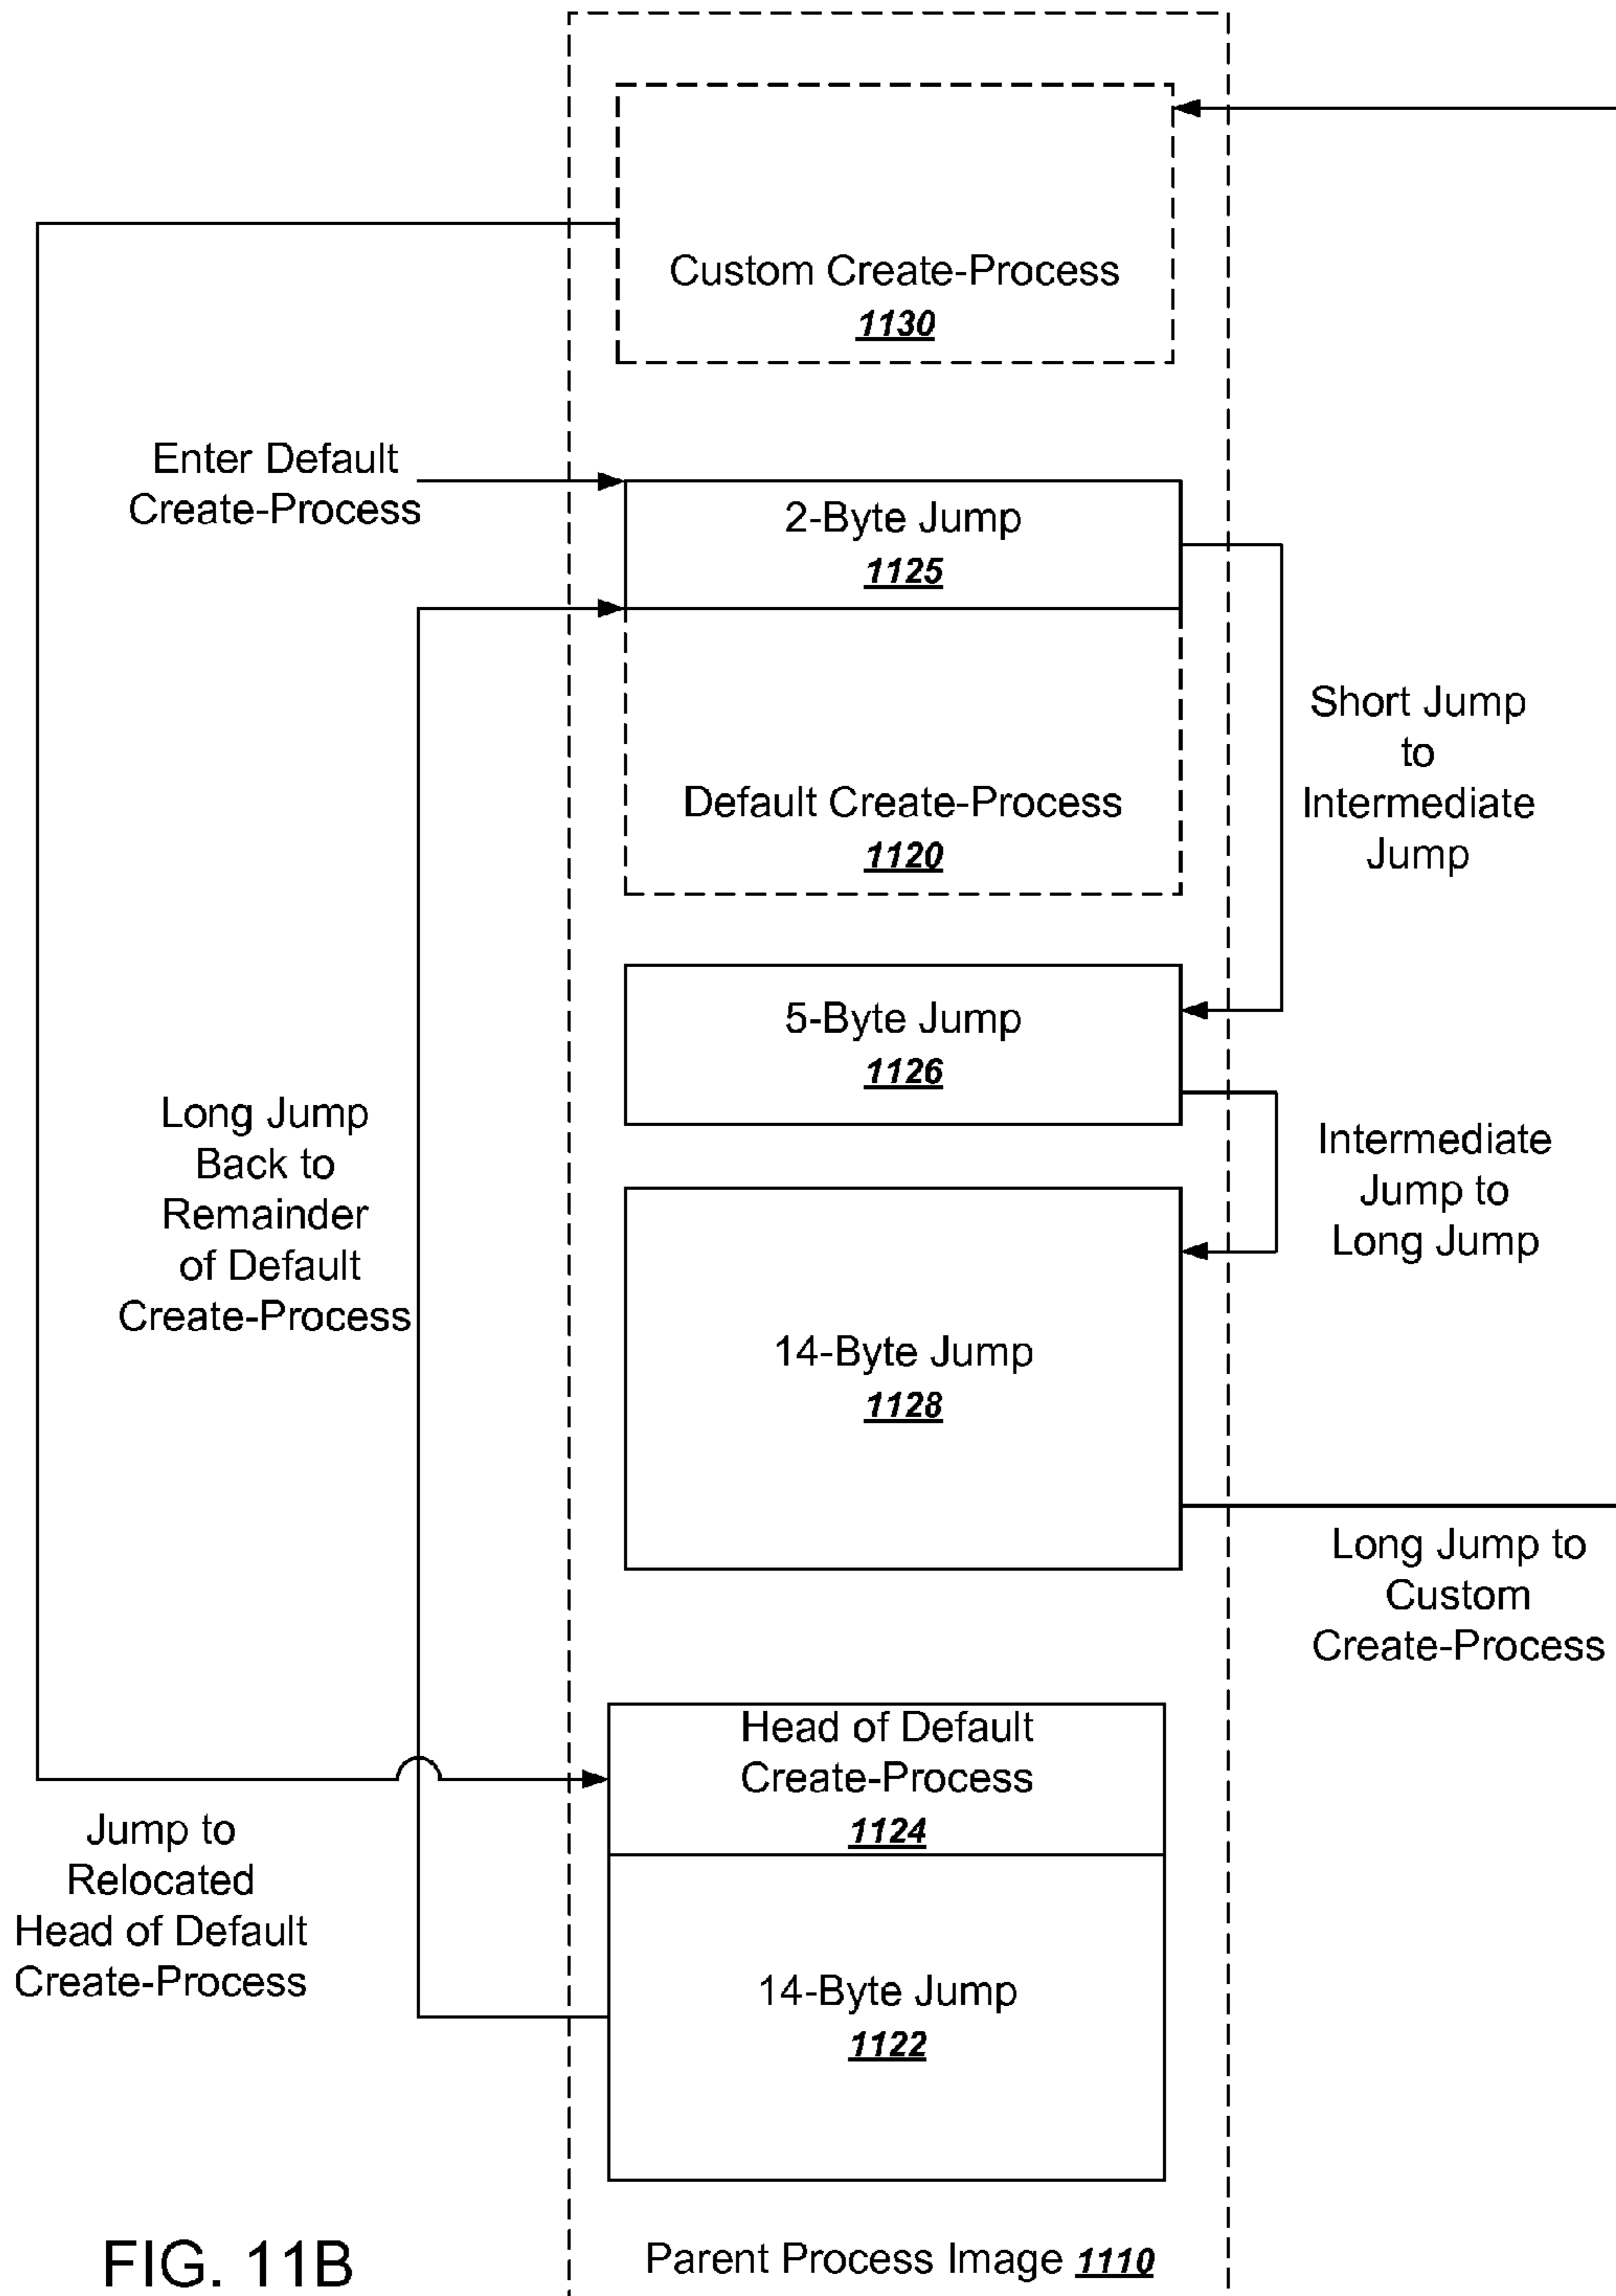 Custom Create-Process
1130
Enter Default
Create-Process
2-Byte Jump
1125
Short Jump
to
Intermediate
Jump
Default Create-Process
1120
5-Byte Jump
1126
Long Jump
Back to
Remainder
of Default
Create-Process
Intermediate
Jump to
Long Jump
14-Byte Jump
1128
Long Jump to
Custom
Create-Process
Head of Default
Create-Process
1124
Jump to
Relocated
Head of Default
Create-Process
14-Byte Jump
1122
FIG. 11B
Parent Process Image 1110